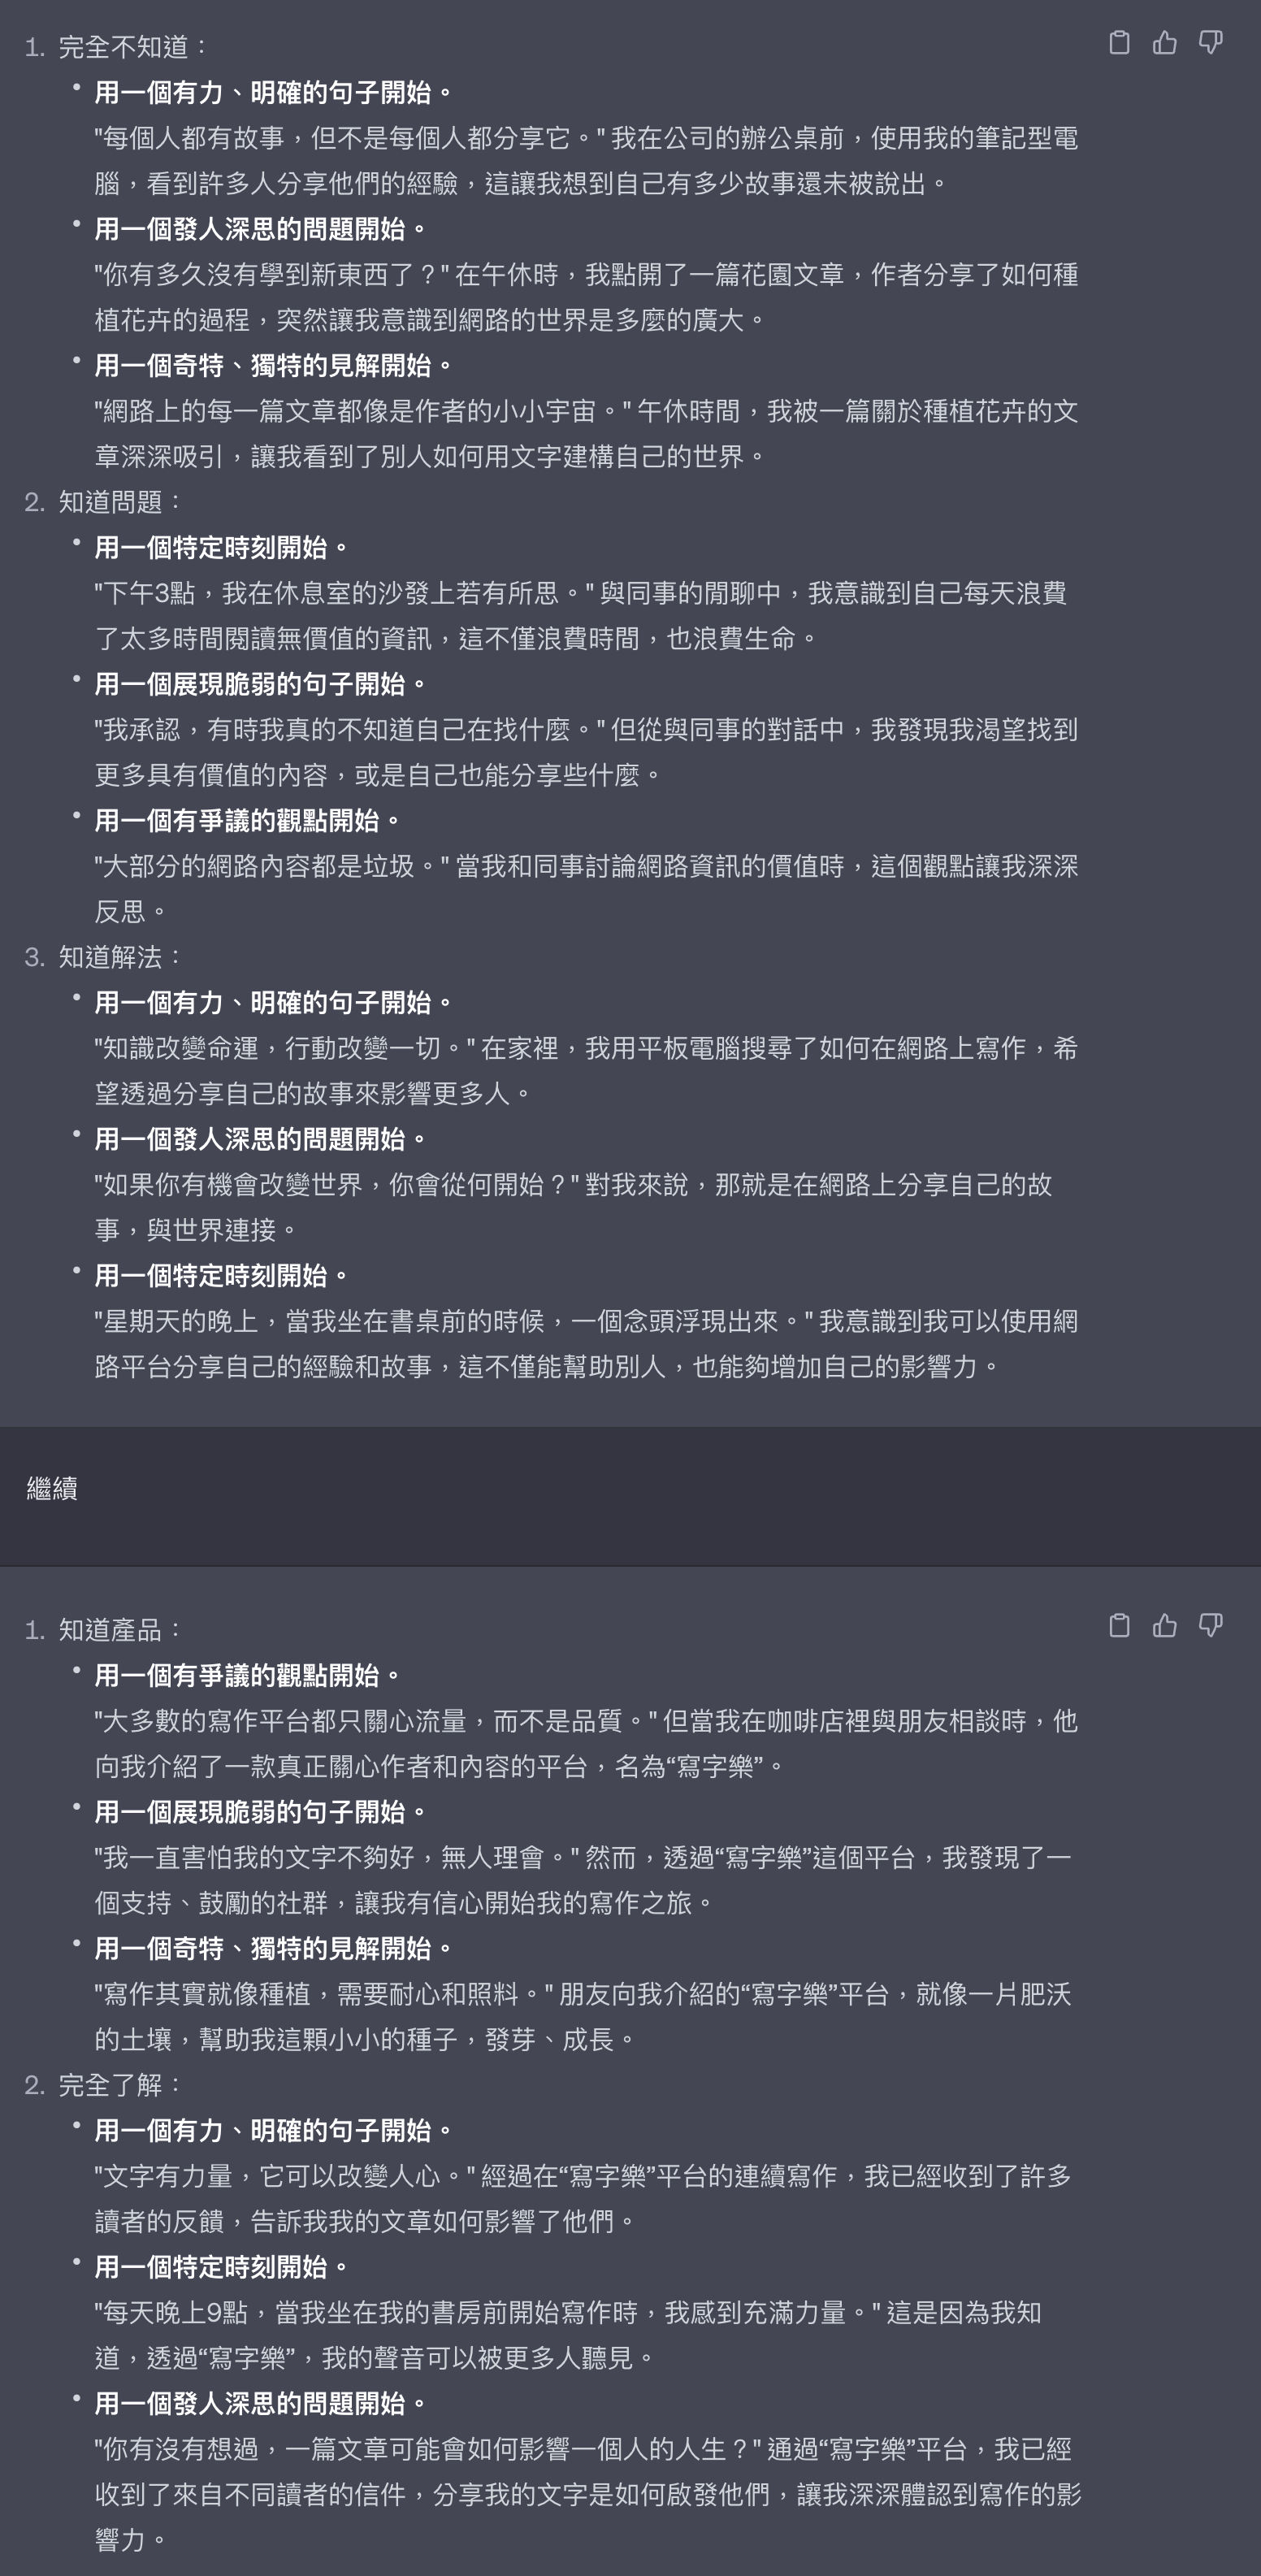 1. 完全不知道：
• 用一個有力、明確的句子開始。
"每個人都有故事，但不是每個人都分享它。" 我在公司的辦公桌前，使用我的筆記型電
腦，看到許多人分享他們的經驗，這讓我想到自己有多少故事還未被說出。
• 用一個發人深思的問題開始。
"你有多久沒有學到新東西了？" 在午休時，我點開了一篇花園文章，作者分享了如何種
植花卉的過程，突然讓我意識到網路的世界是多麼的廣大。
• 用一個奇特、獨特的見解開始。
"網路上的每一篇文章都像是作者的小小宇宙。" 午休時間，我被一篇關於種植花卉的文
章深深吸引，讓我看到了別人如何用文字建構自己的世界。
2. 知道問題：
• 用一個特定時刻開始。
"下午3點，我在休息室的沙發上若有所思。" 與同事的閒聊中，我意識到自己每天浪費
了太多時間閱讀無價值的資訊，這不僅浪費時間，也浪費生命。
• 用一個展現脆弱的句子開始。
"我承認，有時我真的不知道自己在找什麼。" 但從與同事的對話中，我發現我渴望找到
更多具有價值的內容，或是自己也能分享些什麼。
• 用一個有爭議的觀點開始。
"大部分的網路內容都是垃圾。" 當我和同事討論網路資訊的價值時，這個觀點讓我深深
反思。
3. 知道解法：
• 用一個有力、明確的句子開始。
"知識改變命運，行動改變一切。" 在家裡，我用平板電腦搜尋了如何在網路上寫作，希
望透過分享自己的故事來影響更多人。
• 用一個發人深思的問題開始。
"如果你有機會改變世界，你會從何開始？" 對我來說，那就是在網路上分享自己的故
事，與世界連接。
• 用一個特定時刻開始。
"星期天的晚上，當我坐在書桌前的時候，一個念頭浮現出來。" 我意識到我可以使用網
路平台分享自己的經驗和故事，這不僅能幫助別人，也能夠增加自己的影響力。
繼續
1. 知道產品：
• 用一個有爭議的觀點開始。
"大多數的寫作平台都只關心流量，而不是品質。" 但當我在咖啡店裡與朋友相談時，他
向我介紹了一款真正關心作者和內容的平台，名為“寫字樂”。
• 用一個展現脆弱的句子開始。
"我一直害怕我的文字不夠好，無人理會。" 然而，透過“寫字樂”這個平台，我發現了一
個支持、鼓勵的社群，讓我有信心開始我的寫作之旅。
• 用一個奇特、獨特的見解開始。
"寫作其實就像種植，需要耐心和照料。" 朋友向我介紹的“寫字樂”平台，就像一片肥沃
的土壤，幫助我這顆小小的種子，發芽、成長。
2. 完全了解：
• 用一個有力、明確的句子開始。
"文字有力量，它可以改變人心。" 經過在“寫字樂”平台的連續寫作，我已經收到了許多
讀者的反饋，告訴我我的文章如何影響了他們。
• 用一個特定時刻開始。
"每天晚上9點，當我坐在我的書房前開始寫作時，我感到充滿力量。" 這是因為我知
道，透過“寫字樂”，我的聲音可以被更多人聽見。
• 用一個發人深思的問題開始。
"你有沒有想過，一篇文章可能會如何影響一個人的人生？" 通過“寫字樂”平台，我已經
收到了來自不同讀者的信件，分享我的文字是如何啟發他們，讓我深深體認到寫作的影
響力。